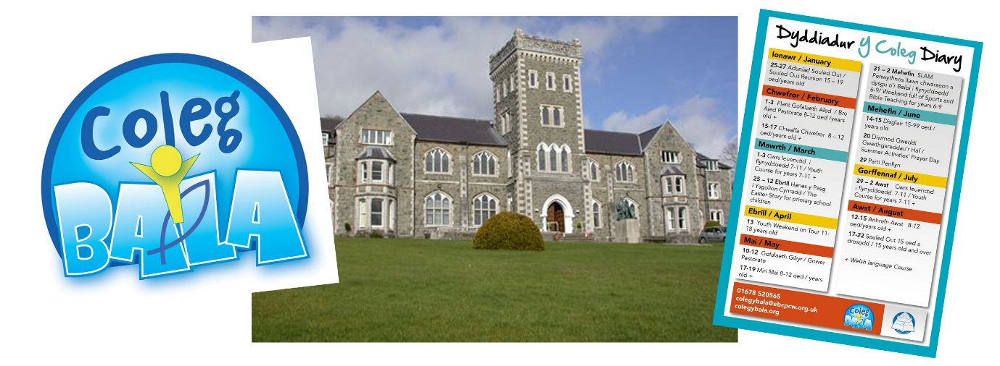 Coleg
BALA
Dyddiadur y Coleg Diary
Ionawr / January
25-27 Aduniad Souled Out /
Souled Out Reunion 15 – 19
oed/years old
Chwefror / February
1-3 Plant Gofalaeth Aled / Bro
Aled Pastorate 8-12 oed /years
old +
15-17 Chwalfa Chwefror 8 – 12
oed/years old +
Mawrth / March
1-3 Cwrs Ieuenctid i
flynyddoedd 7-11 / Youth
Course for years 7-11 +
25 – 12 Ebrill Hanes y Pasg
i Ysgolion Cynradd / The
Easter Story for primary school
children
Ebrill / April
13 Youth Weekend on Tour 11-
18 years old
Mai / May
10-12 Gofalaeth Gŵyr / Gower
Pastorate
17-19 Miri Mai 8-12 oed / years
old +
31 – 2 Mehefin SLAM
Penwythnos llawn chwaraeon a
dysgu o'r Beibl i flynyddoedd
6-9/ Weekend full of Sports and
Bible Teaching for years 6-9
Mehefin / June
14-15 Disglair 15-99 oed /
years old
20 Diwrnod Gweddi
Gweithgareddau'r Haf /
Summer Activities' Prayer Day
29 Parti Penllyn
Gorffennaf / July
29 – 2 Awst Cwrs Ieuenctid
i flynyddoedd 7-11 / Youth
Course for years 7-11 +
Awst / August
12-15 Anhrefn Awst 8-12
oed/years old +
17-22 Souled Out 15 oed a
drosodd / 15 years old and over
+ Welsh language Course
01678 520565
colegybala@ebcpcw.org.uk
colegybala.org
Coleg
BALA